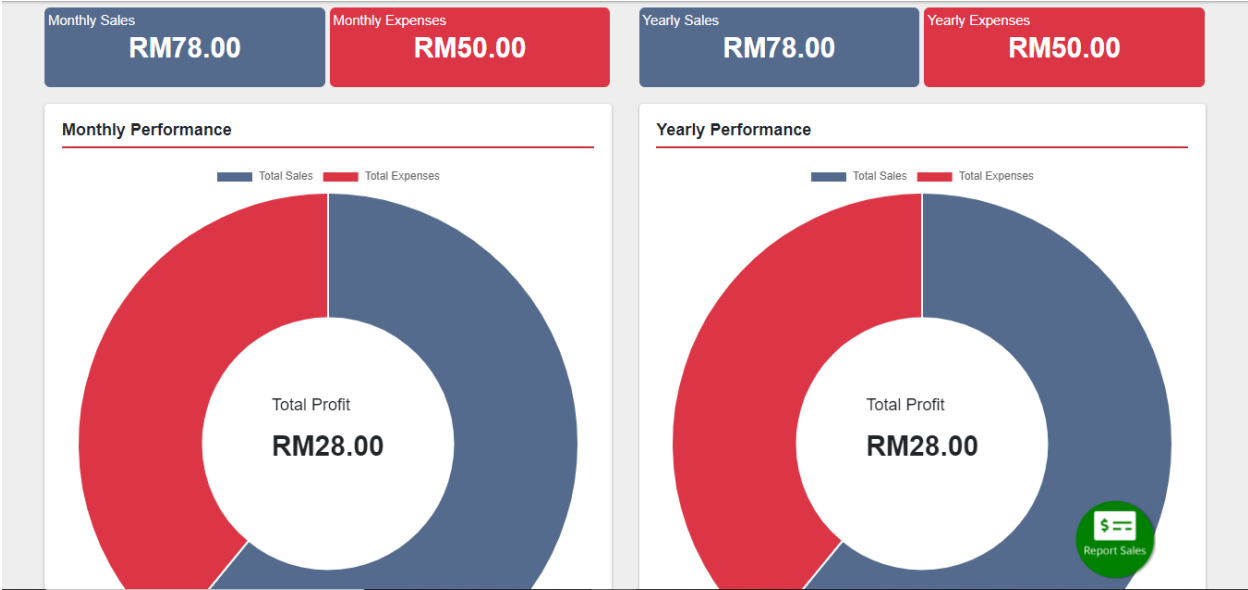 Monthly Sales
RM78.00
Monthly Expenses
RM50.00
Yearly Sales
RM78.00
Yearly Expenses
RM50.00
Monthly Performance
Total Sales Total Expenses
Total Profit
RM28.00
Yearly Performance
Total Sales Total Expenses
Total Profit
RM28.00
$
Report Sales